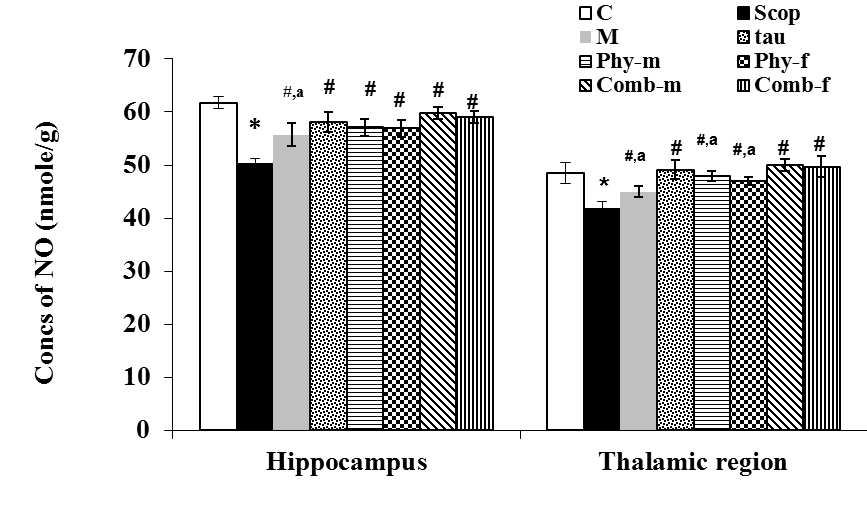 C Scop
M tau
Phy-m Phy-f
Comb-m Comb-f
Concs of NO (nmole/g)
70
60
50
40
30
20
10
0
* #,a # # # # #
* #,a # #,a #,a # #
Hippocampus Thalamic region